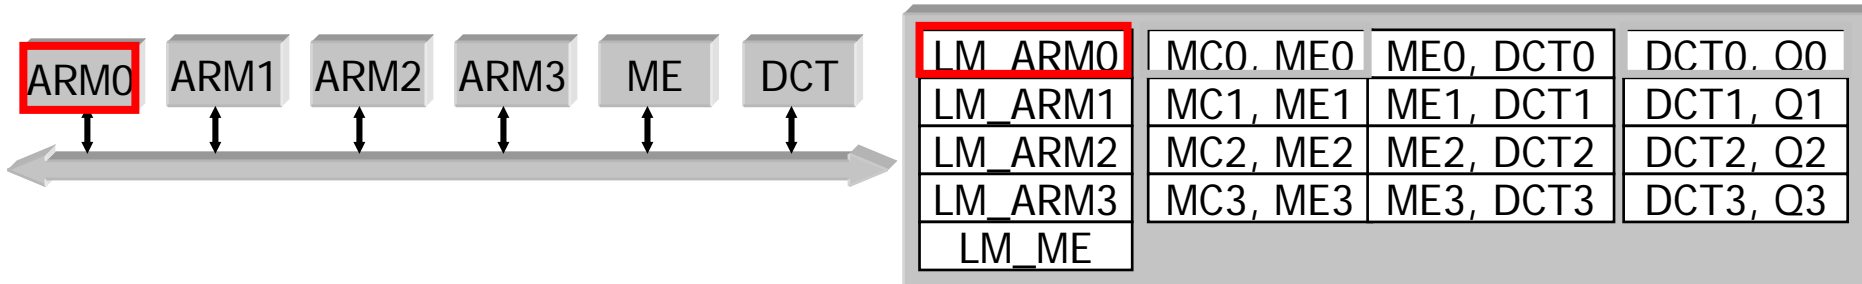 ARM0 ARM1 ARM2 ARM3 ME DCT
LM_ARM0 MC0, ME0 ME0, DCT0 DCT0, Q0
LM_ARM1 MC1, ME1 ME1, DCT1 DCT1, Q1
LM_ARM2 MC2, ME2 ME2, DCT2 DCT2, Q2
LM_ARM3 MC3, ME3 ME3, DCT3 DCT3, Q3
LM_ME